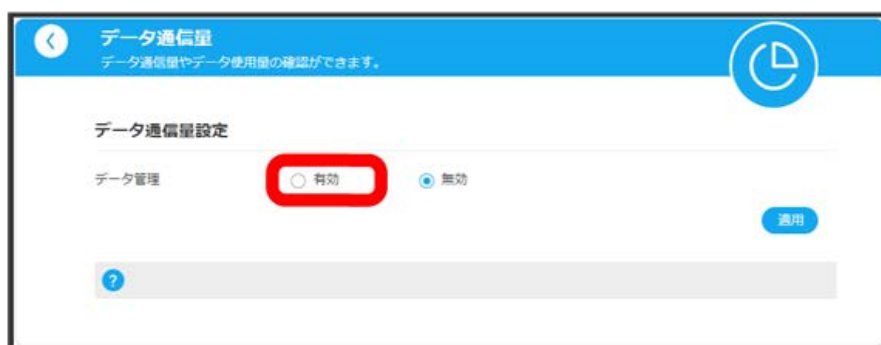 データ通信量
データ通信量やデータ使用量の確認ができます。
データ通信量設定
データ管理 有効 無効
適用
?